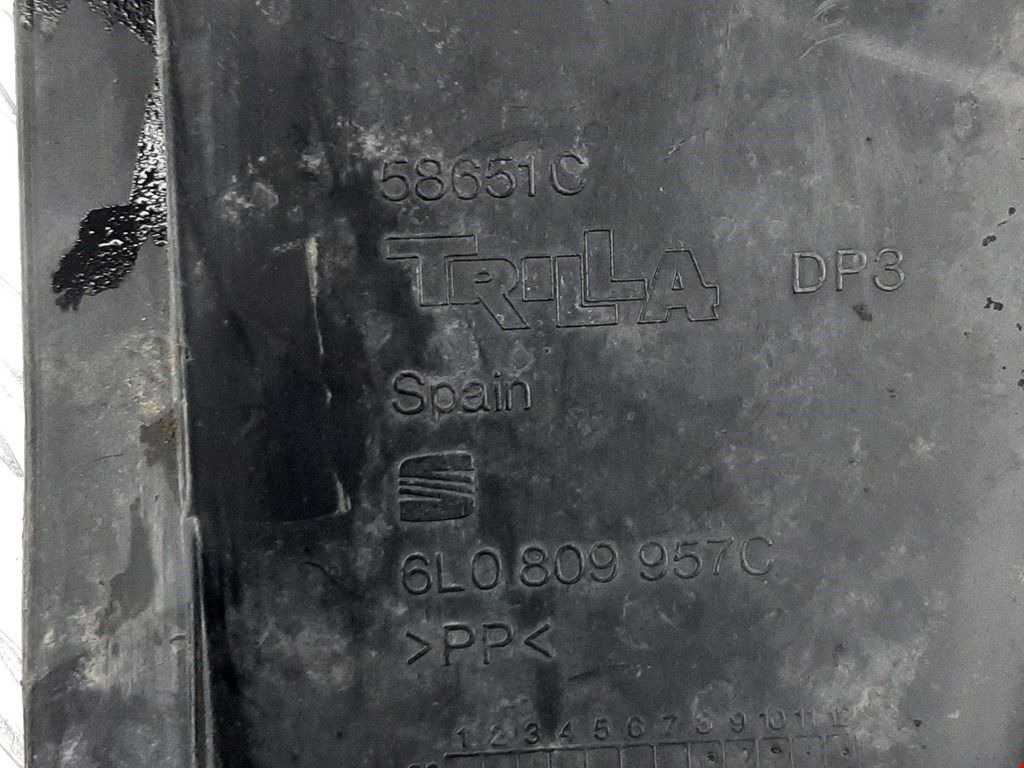 58651C
TRILLA DP3
Spain
6L0 809 957C
>PP<
1 2 3 4 5 6 7 8 9 10 11 12